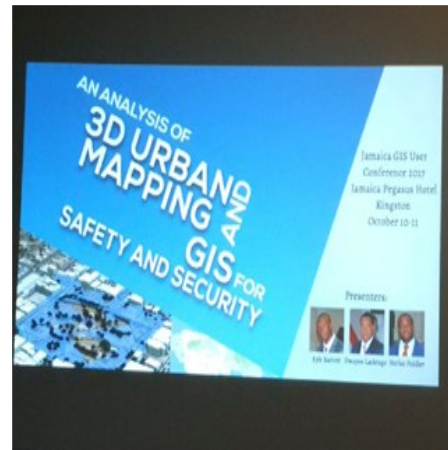 AN ANALYSIS OF
3D URBAN
MAPPING AND
GIS FOR
SAFETY AND SECURITY
Jamaica GIS User
Conference 2017
Jamaica Pegasus Hotel
Kingston
October 10-11
Presenters: